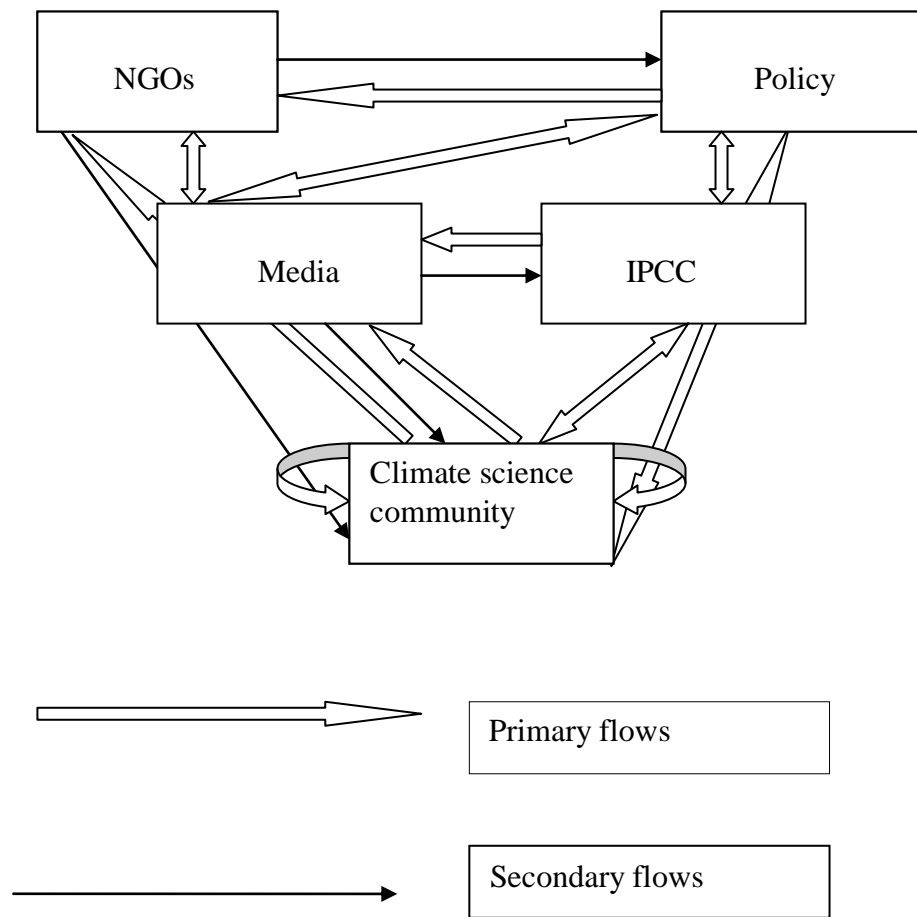 NGOs
Policy
Media
IPCC
Climate science
community
Primary flows
Secondary flows